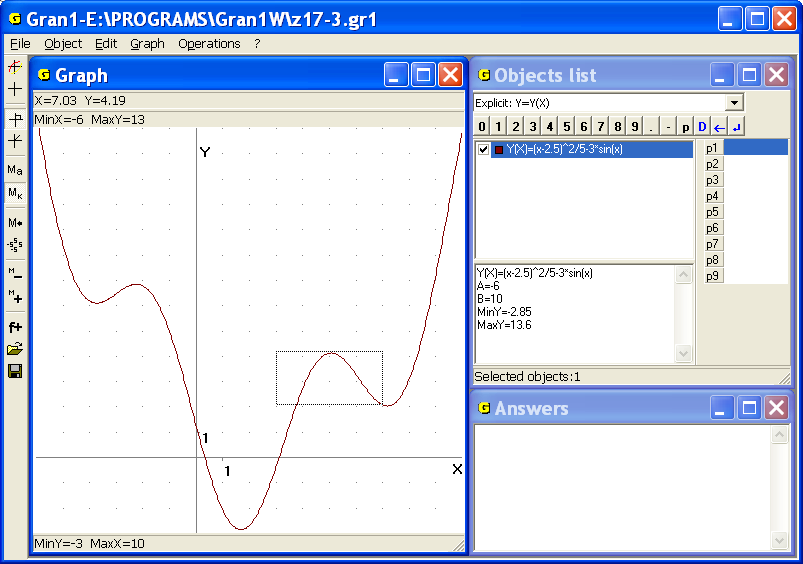 Gran1-E:\PROGRAMS\Gran1W\z17-3.gr1
File Object Edit Graph Operations ?
Graph
X=7.03 Y=4.19
MinX=-6 MaxY=13
Y
1
1
X
MinY=-3 MaxX=10
Ma
Mк
M
M
M
f+
Objects list
Explicit: Y=Y(X)
0 1 2 3 4 5 6 7 8 9 . - p D
Y(X)=(x-2.5)^2/5-3*sin(x)
p1
p2
p3
p4
p5
p6
p7
p8
p9
Y(X)=(x-2.5)^2/5-3*sin(x)
A=-6
B=10
MinY=-2.85
MaxY=13.6
Selected objects:1
Answers